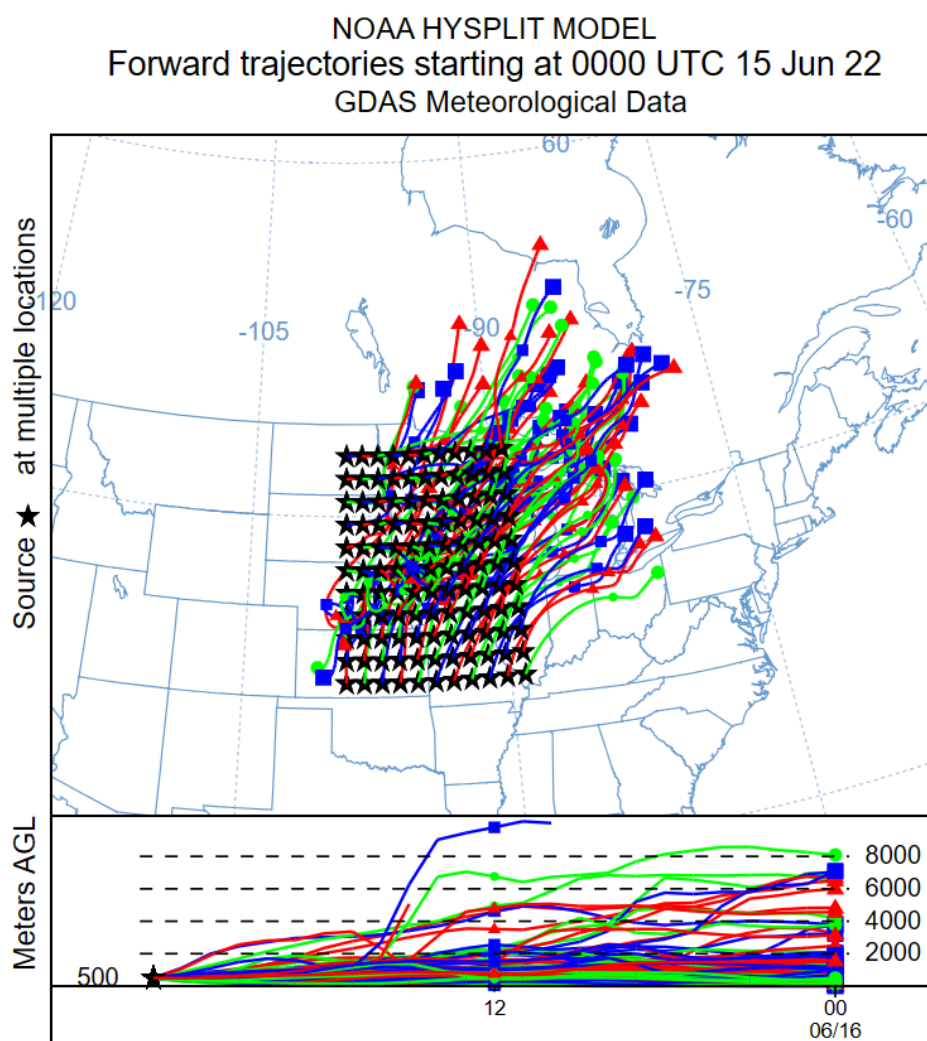 NOAA HYSPLIT MODEL
Forward trajectories starting at 0000 UTC 15 Jun 22
GDAS Meteorological Data
Source ★ at multiple locations
60
-60
-75
-120
-105
-90
Meters AGL
8000
6000
4000
2000
500
12
00
06/16